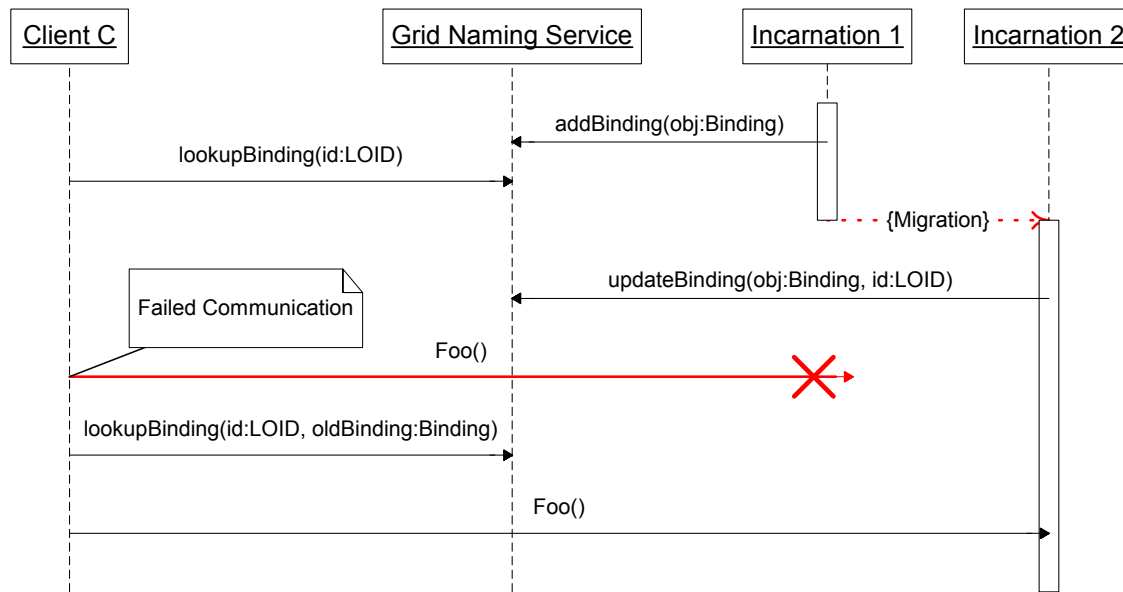 Client C
Grid Naming Service
Incarnation 1
Incarnation 2
addBinding(obj:Binding)
lookupBinding(id:LOID)
{Migration}
updateBinding(obj:Binding, id:LOID)
Failed Communication
Foo()
lookupBinding(id:LOID, oldBinding:Binding)
Foo()